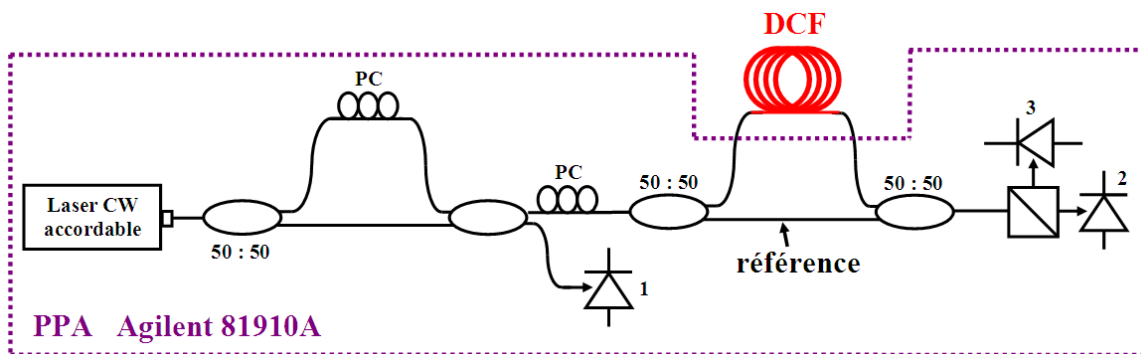 DCF
PC
3
PC
50 : 50
50 : 50
2
Laser CW
accordable
50 : 50
référence
1
PPA Agilent 81910A